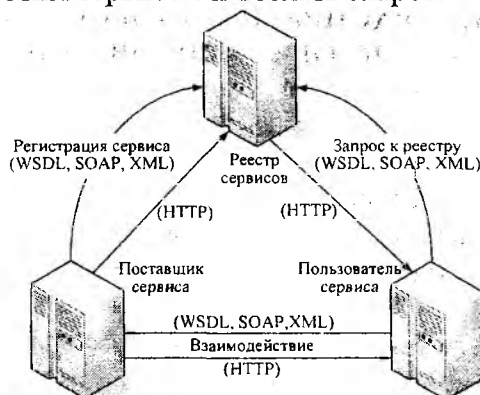 Регистрация сервиса
(WSDL, SOAP, XML)
Реестр
сервисов
Запрос к реестру
(WSDL, SOAP, XML)
(HTTP)
(HTTP)
Поставщик
сервиса
Пользователь
сервиса
(WSDL, SOAP,XML)
Взаимодействие
(HTTP)